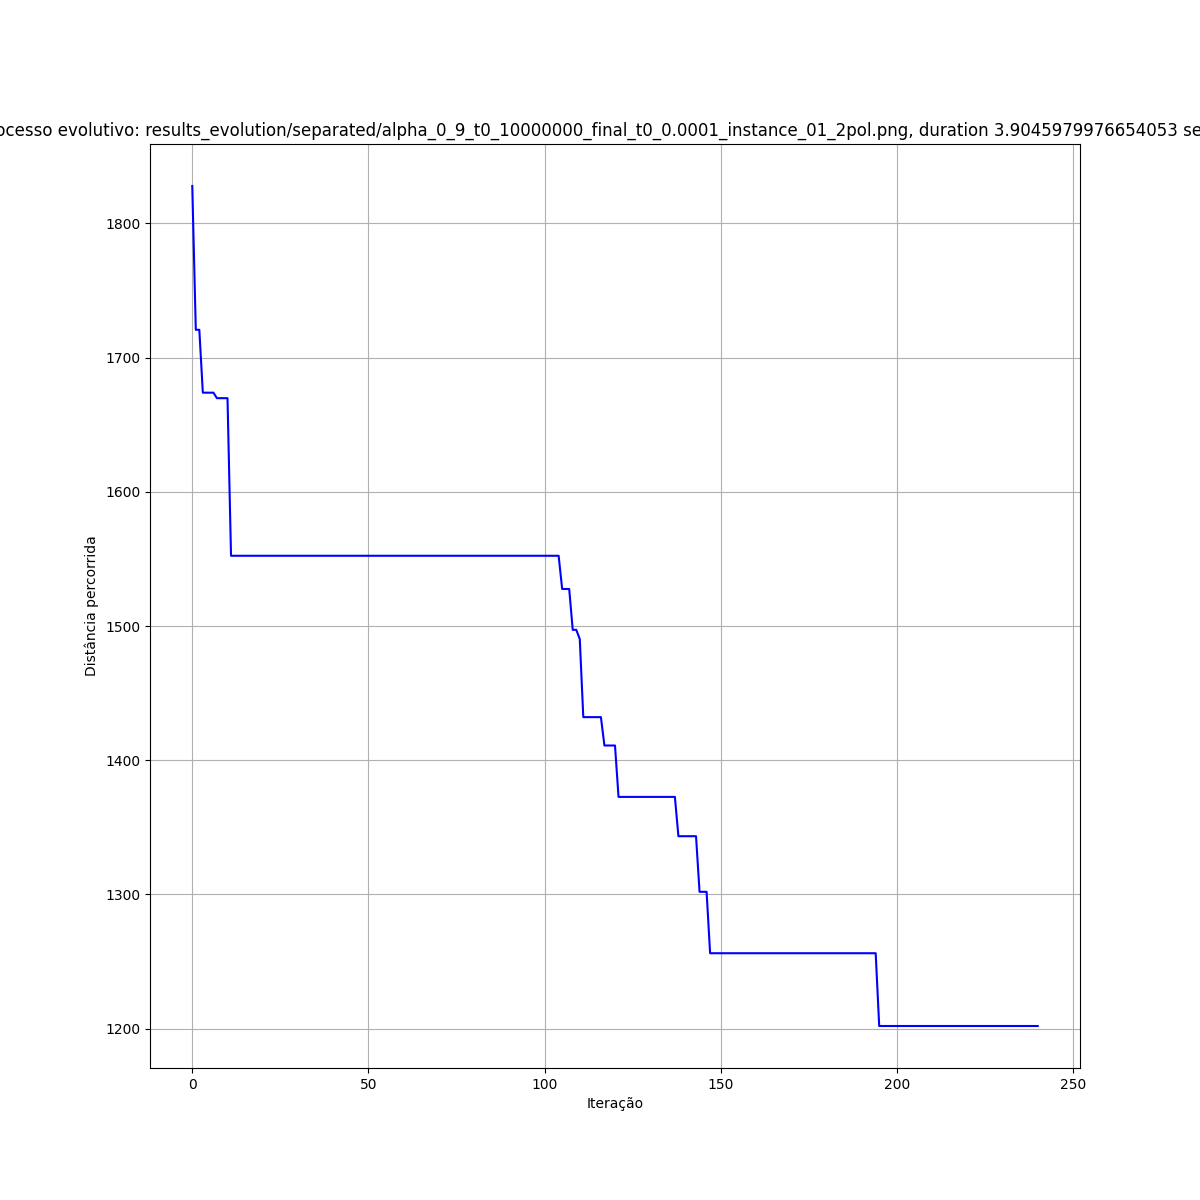 ocesso evolutivo: results_evolution/separated/alpha_0_9_t0_10000000_final_t0_0.0001_instance_01_2pol.png, duration 3.9045979976654053 se
1800
1700
1600
1500
1400
1300
1200
Distância percorrida
0 50 100 150 200 250
Iteração